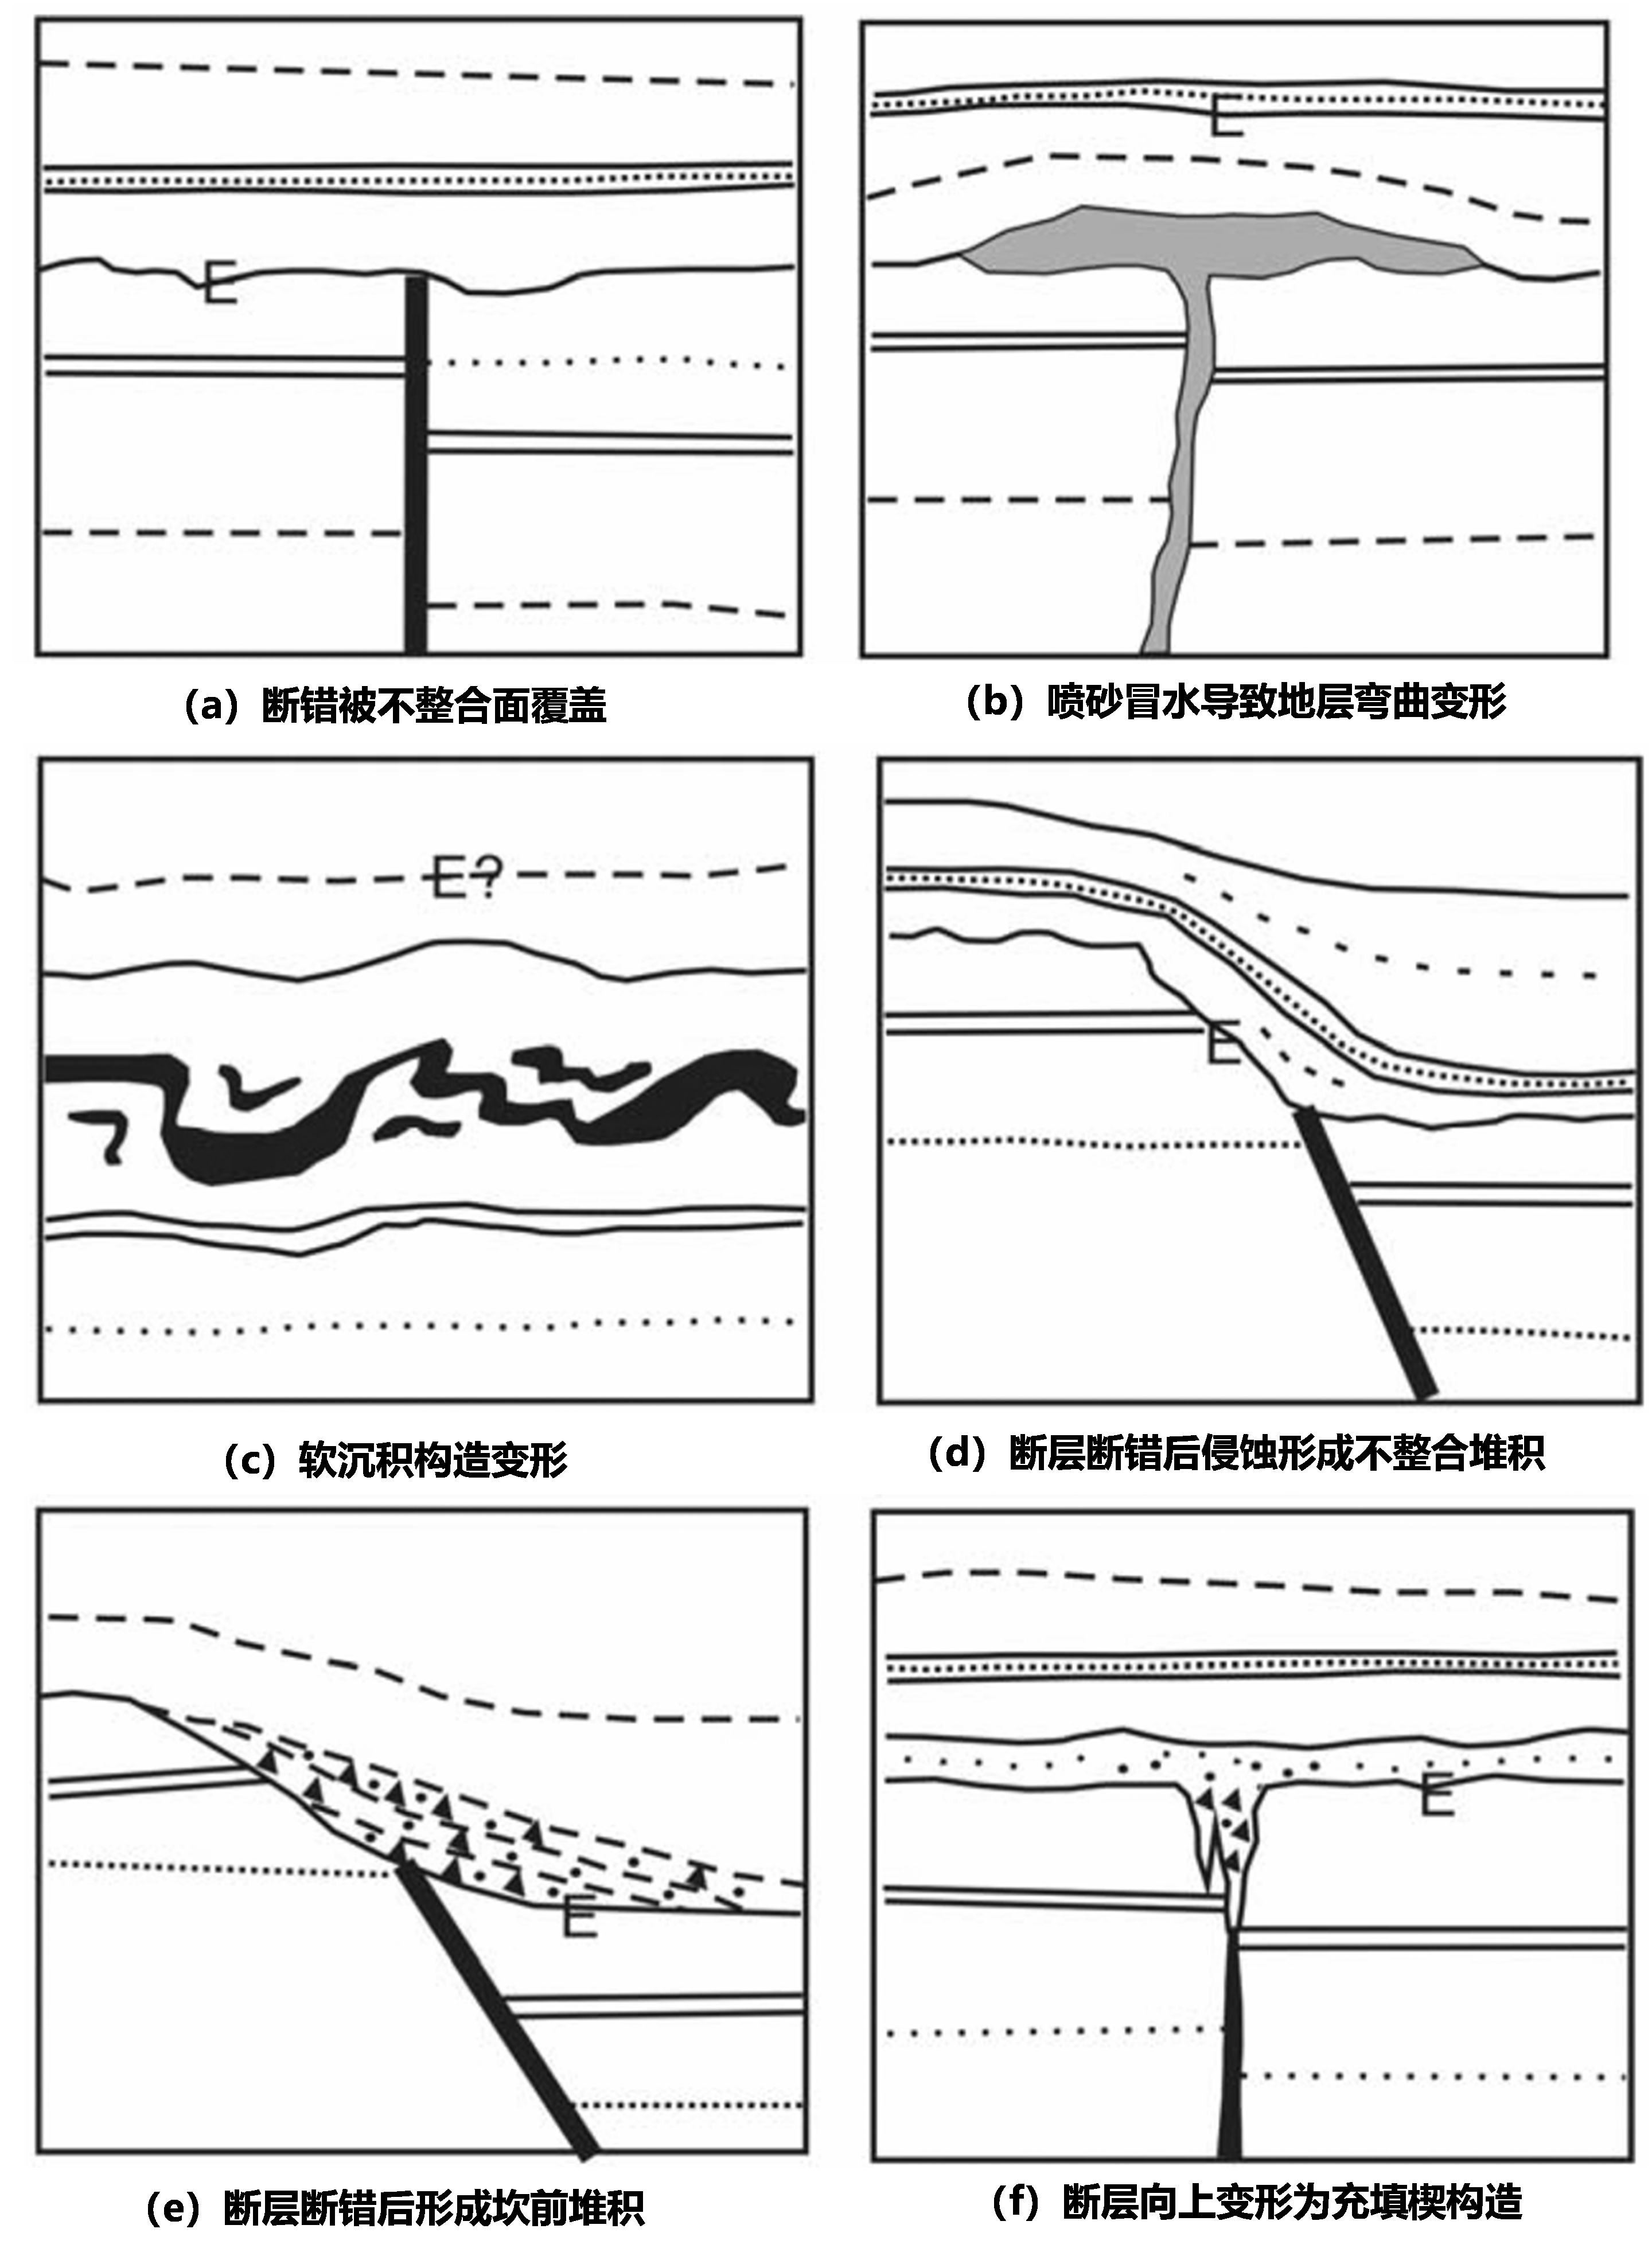 E
E
(a) 断错被不整合面覆盖
(b) 喷砂冒水导致地层弯曲变形
E?
E
(c) 软沉积构造变形
(d) 断层断错后侵蚀形成不整合堆积
E
E
(e) 断层断错后形成坎前堆积
(f) 断层向上变形为充填楔构造